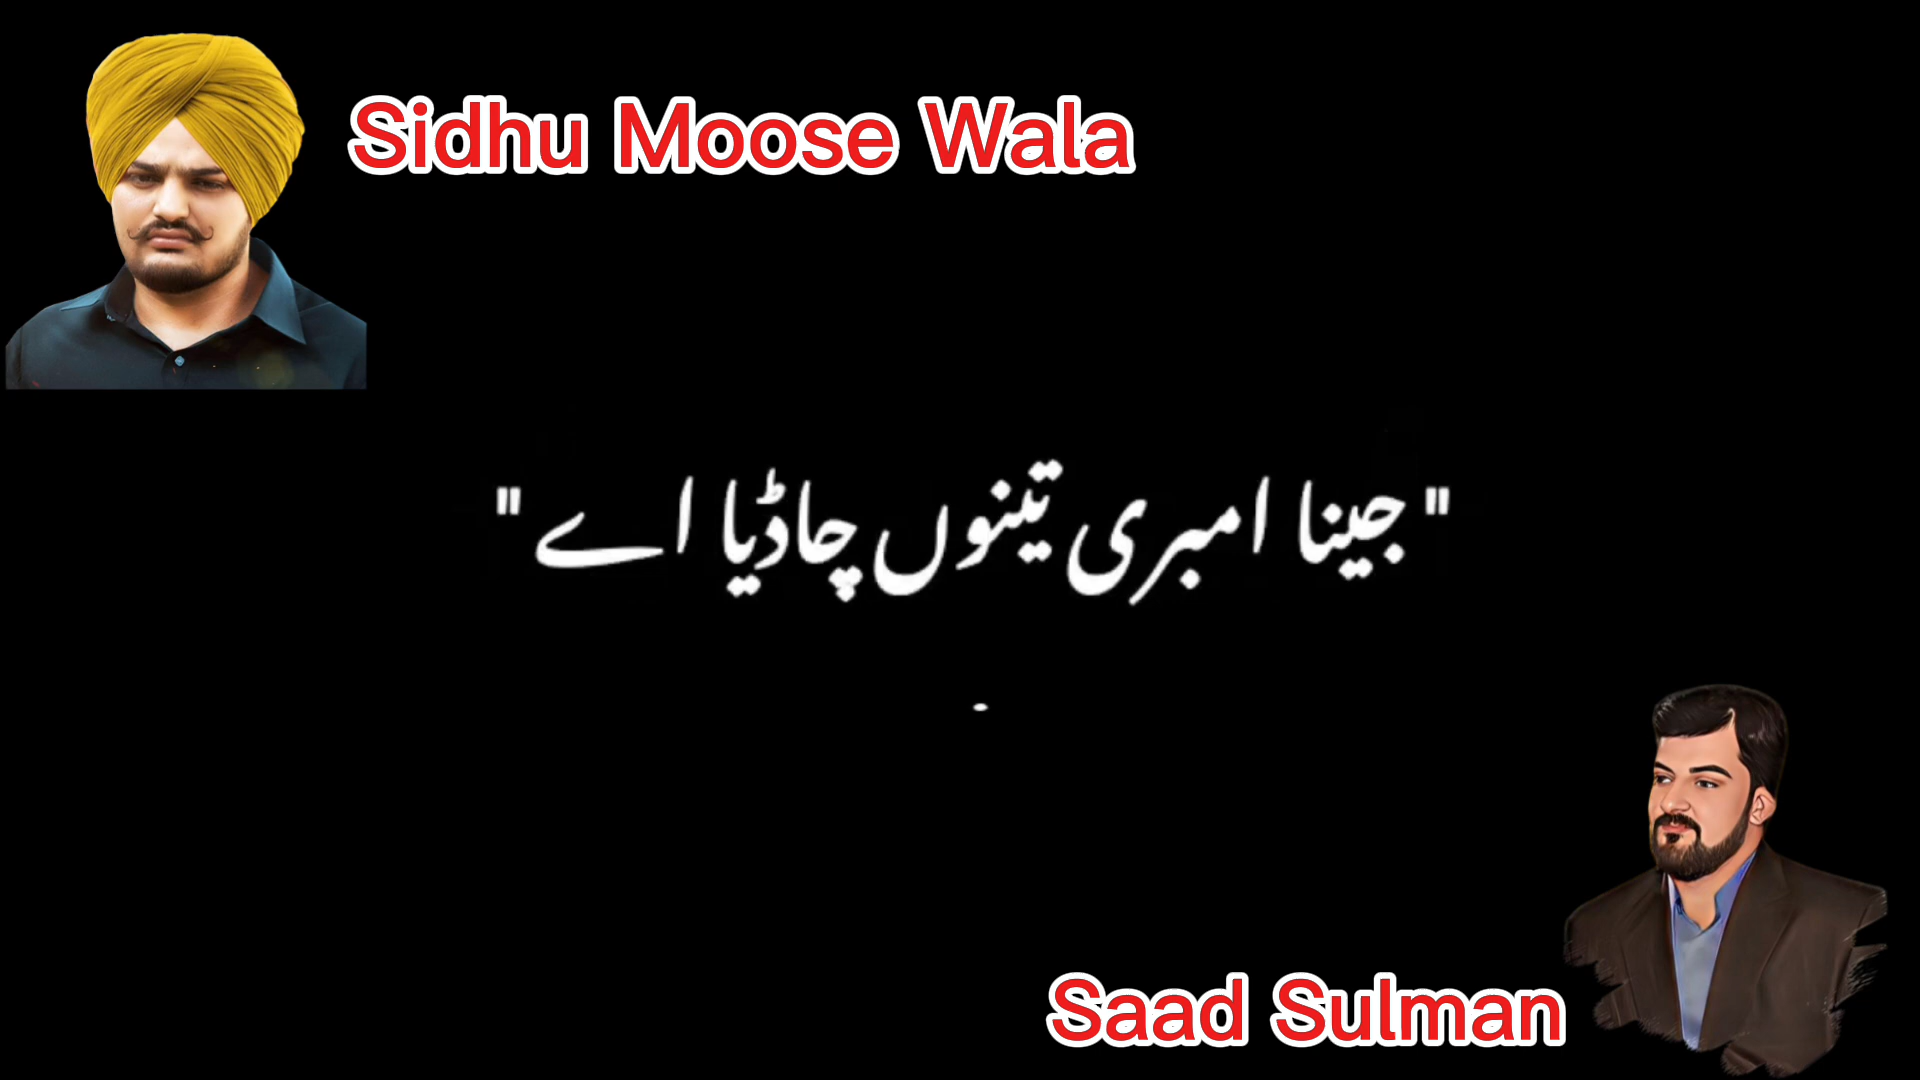 Sidhu Moose Wala
" جینا امبری تینوں چاڈیا اے "
Saad Sulman